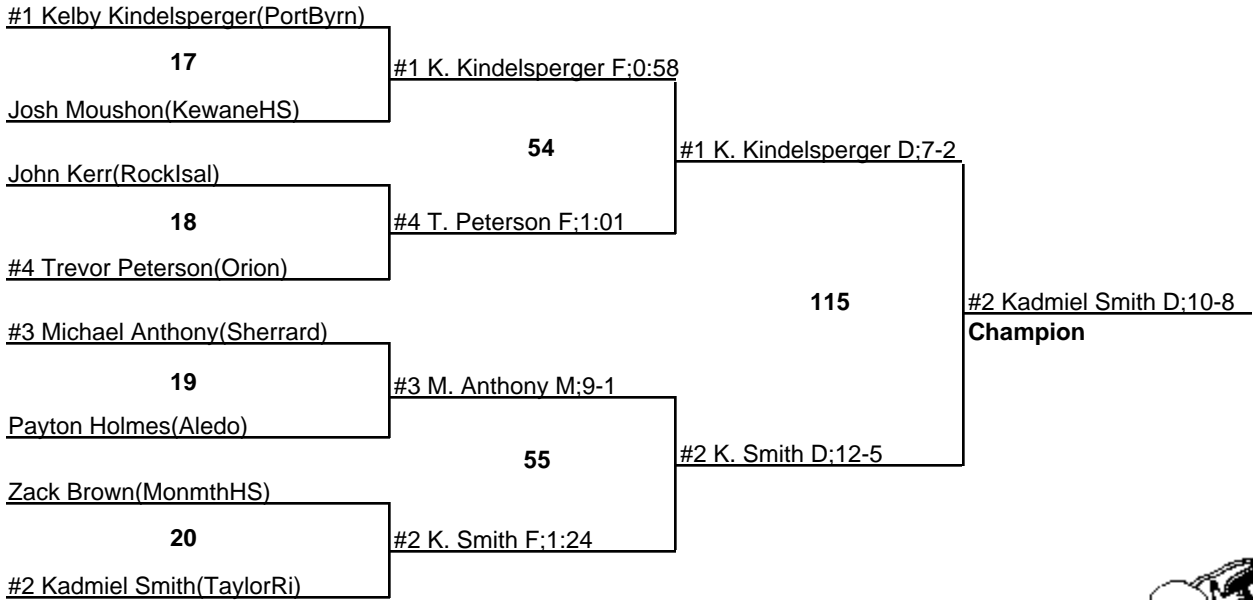 #1 Kelby Kindelsperger(PortByrn)
17
#1 K. Kindelsperger F;0:58
Josh Moushon(KewaneHS)
54
#1 K. Kindelsperger D;7-2
John Kerr(RockIsal)
18
#4 T. Peterson F;1:01
#4 Trevor Peterson(Orion)
115
#2 Kadmiel Smith D;10-8
Champion
#3 Michael Anthony(Sherrard)
19
#3 M. Anthony M;9-1
Payton Holmes(Aledo)
55
#2 K. Smith D;12-5
Zack Brown(MonmthHS)
20
#2 K. Smith F;1:24
#2 Kadmiel Smith(TaylorRi)